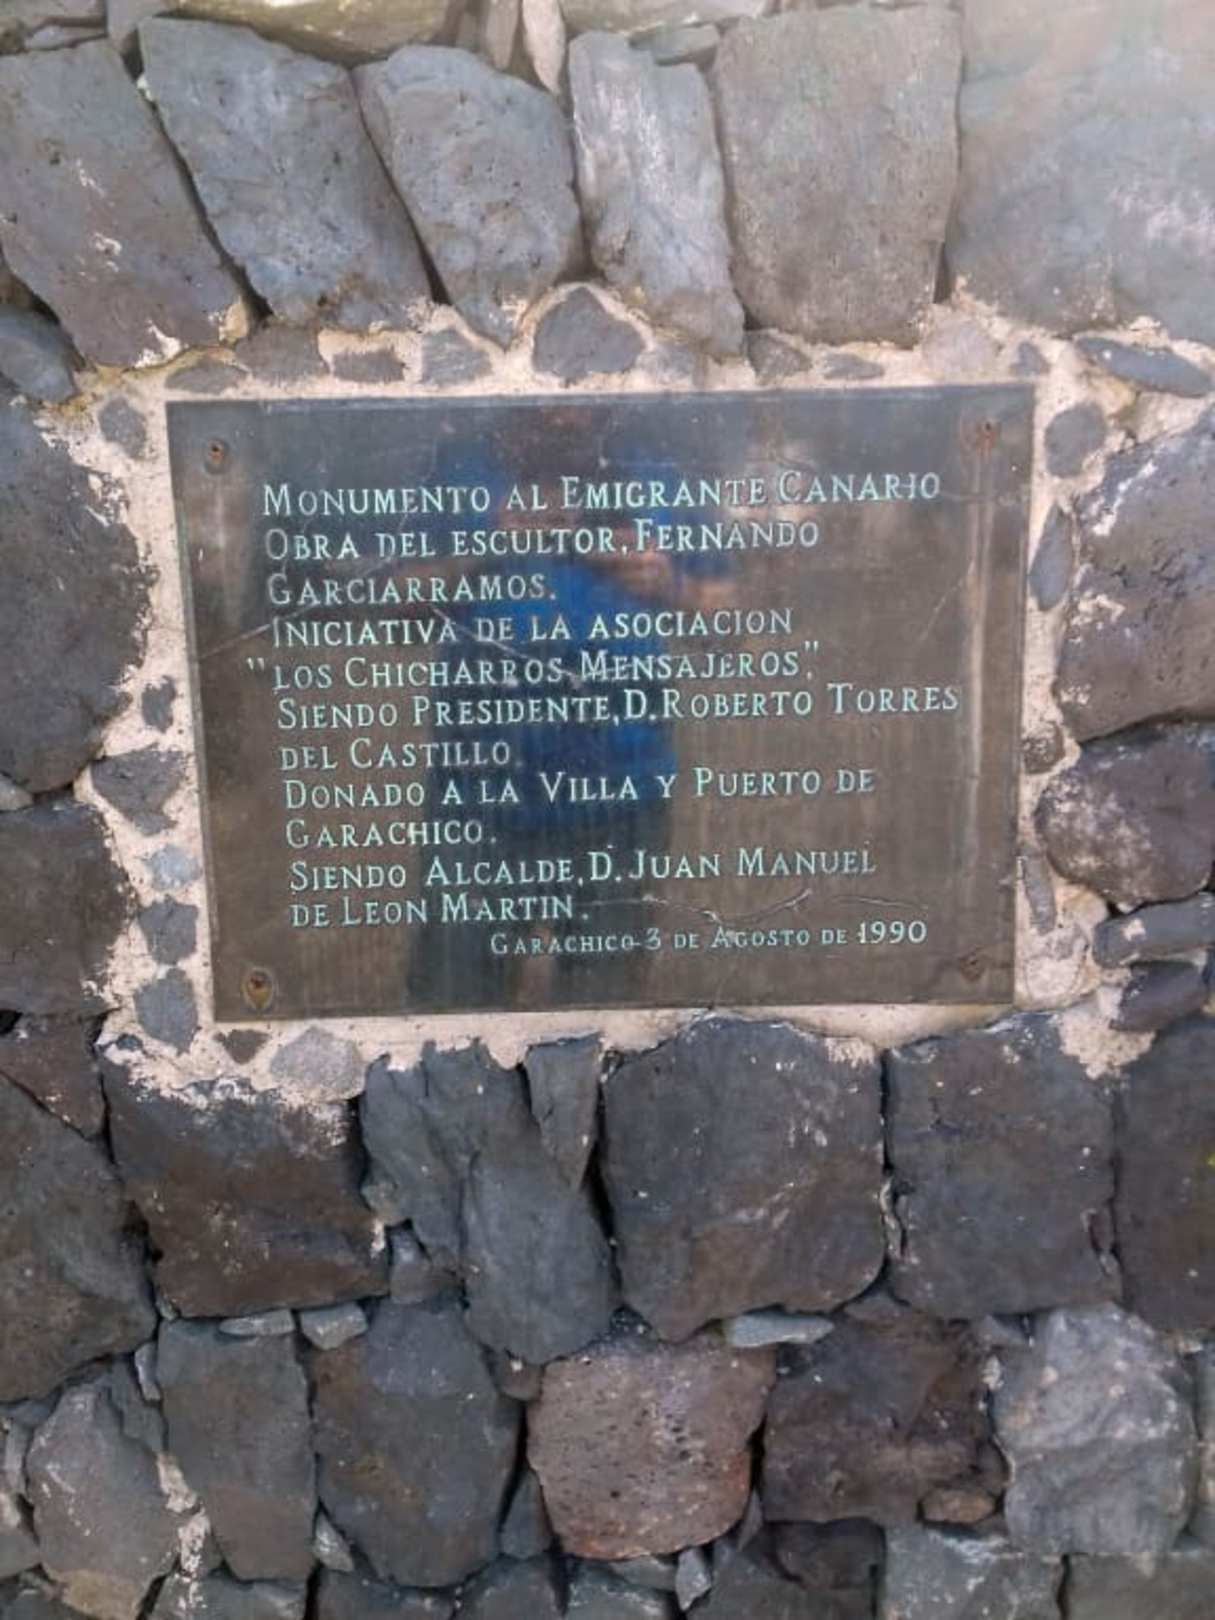 MONUMENTO AL EMIGRANTE CANARIO
OBRA DEL ESCULTOR, FERNANDO
GARCIARRAMOS.
INICIATIVA DE LA ASOCIACION
"LOS CHICHARROS MENSAJEROS,"
SIENDO PRESIDENTE, D. ROBERTO TORRES
DEL CASTILLO.
DONADO A LA VILLA Y PUERTO DE
GARACHICO.
SIENDO ALCALDE, D. JUAN MANUEL
DE LEON MARTIN.
GARACHICO-3 DE AGOSTO DE 1990